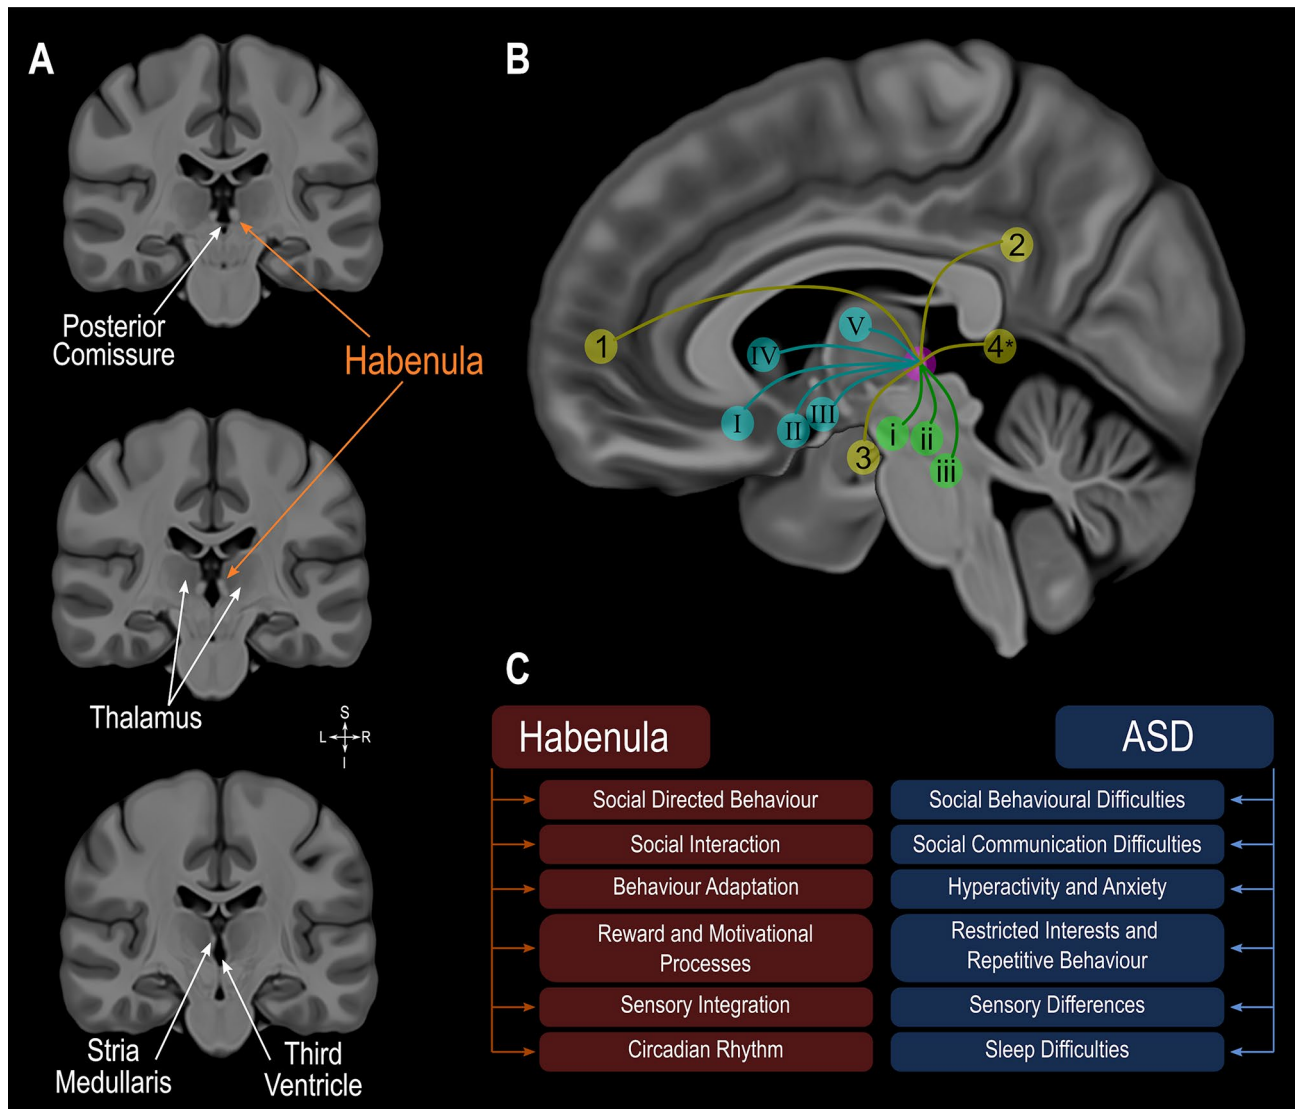 A
Posterior
Comissure
Habenula
Thalamus
S
L R
I
Stria
Medullaris
Third
Ventricle
B
1
2
V
IV
4*
I
II
III
3
i
ii
iii
C
Habenula
ASD
Social Directed Behaviour
Social Behavioural Difficulties
Social Interaction
Social Communication Difficulties
Behaviour Adaptation
Hyperactivity and Anxiety
Reward and Motivational
Processes
Restricted Interests and
Repetitive Behaviour
Sensory Integration
Sensory Differences
Circadian Rhythm
Sleep Difficulties